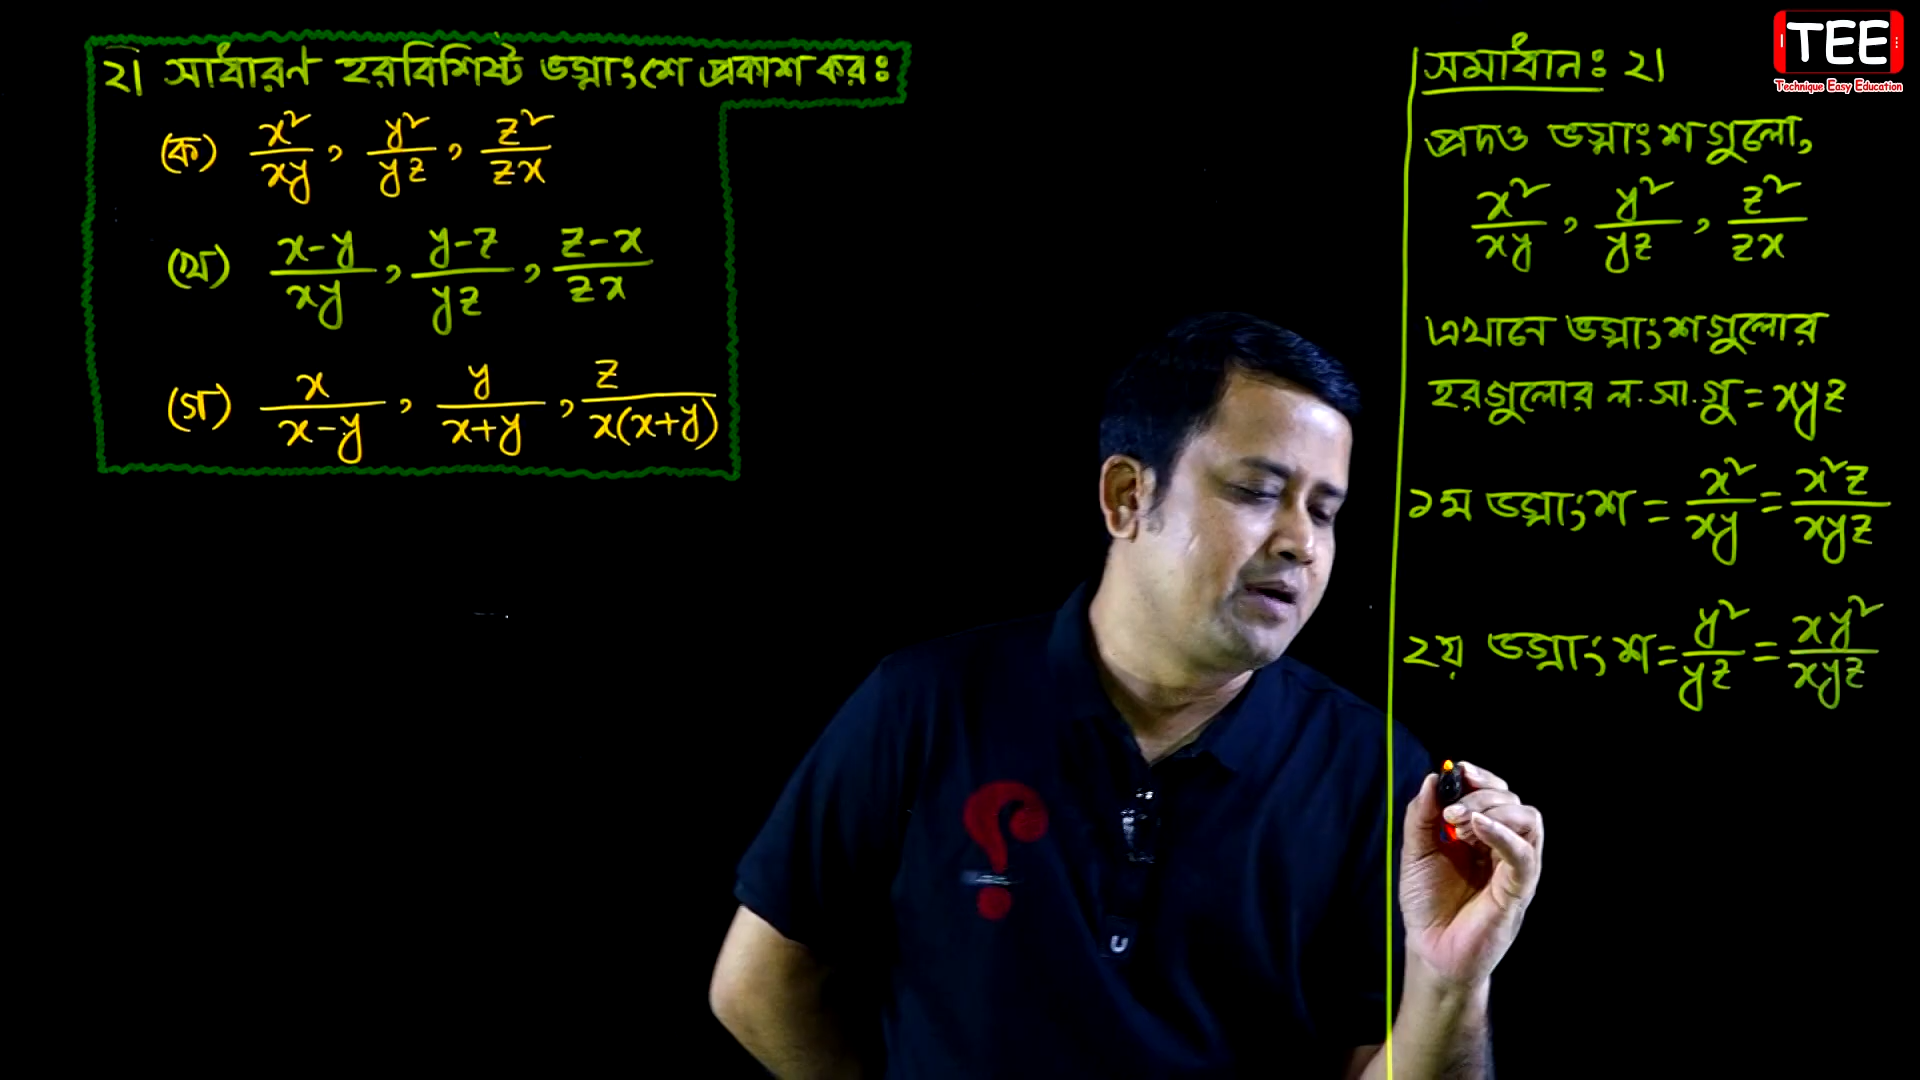 ২। সাধারণ হরবিশিষ্ট ভগ্নাংশে প্রকাশ কর:
(ক) x²/xy, y²/yz, z²/zx
(খ) x-y/xy, y-z/yz, z-x/zx
(গ) x/x-y, y/x+y, z/x(x+y)
TEE
Technique Easy Education
সমাধান: ২।
প্রদত্ত ভগ্নাংশগুলো,
x²/xy, y²/yz, z²/zx
এখানে ভগ্নাংশগুলোর
হরগুলোর ল.সা.গু = xyz
১ম ভগ্নাংশ = x²/xy = x²z/xyz
২য় ভগ্নাংশ = y²/yz = xy²/xyz
?
U